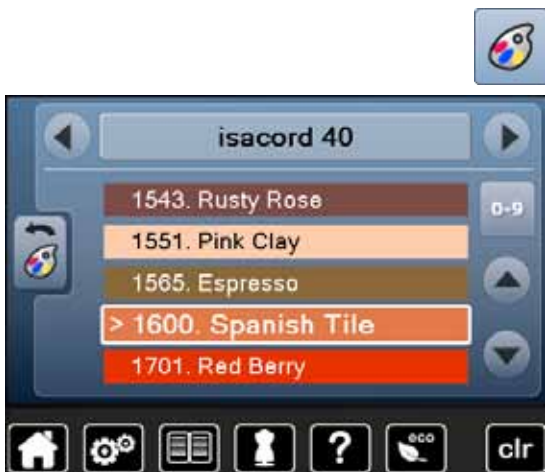 isacord 40
1543. Rusty Rose
0-9
1551. Pink Clay
1565. Espresso
> 1600. Spanish Tile
1701. Red Berry
?
eco
clr